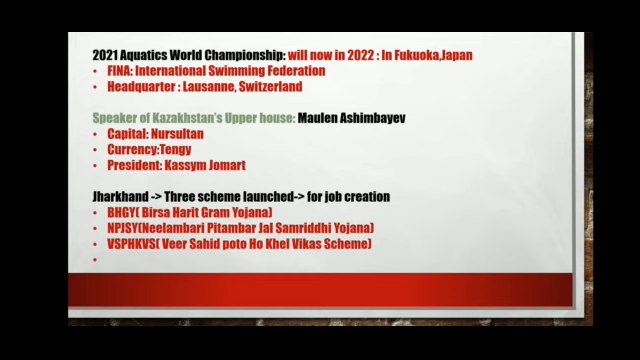 2021 Aquatics World Championship: will now in 2022 : In Fukuoka,Japan
• FINA: International Swimming Federation
• Headquarter : Lausanne, Switzerland
Speaker of Kazakhstan's Upper house: Maulen Ashimbayev
• Capital: Nursultan
• Currency:Tengy
• President: Kassym Jomart
Jharkhand -> Three scheme launched-> for job creation
• BHGY( Birsa Harit Gram Yojana)
• NPJSY(Neelambari Pitambar Jal Samriddhi Yojana)
• VSPHKVS( Veer Sahid poto Ho Khel Vikas Scheme)
•